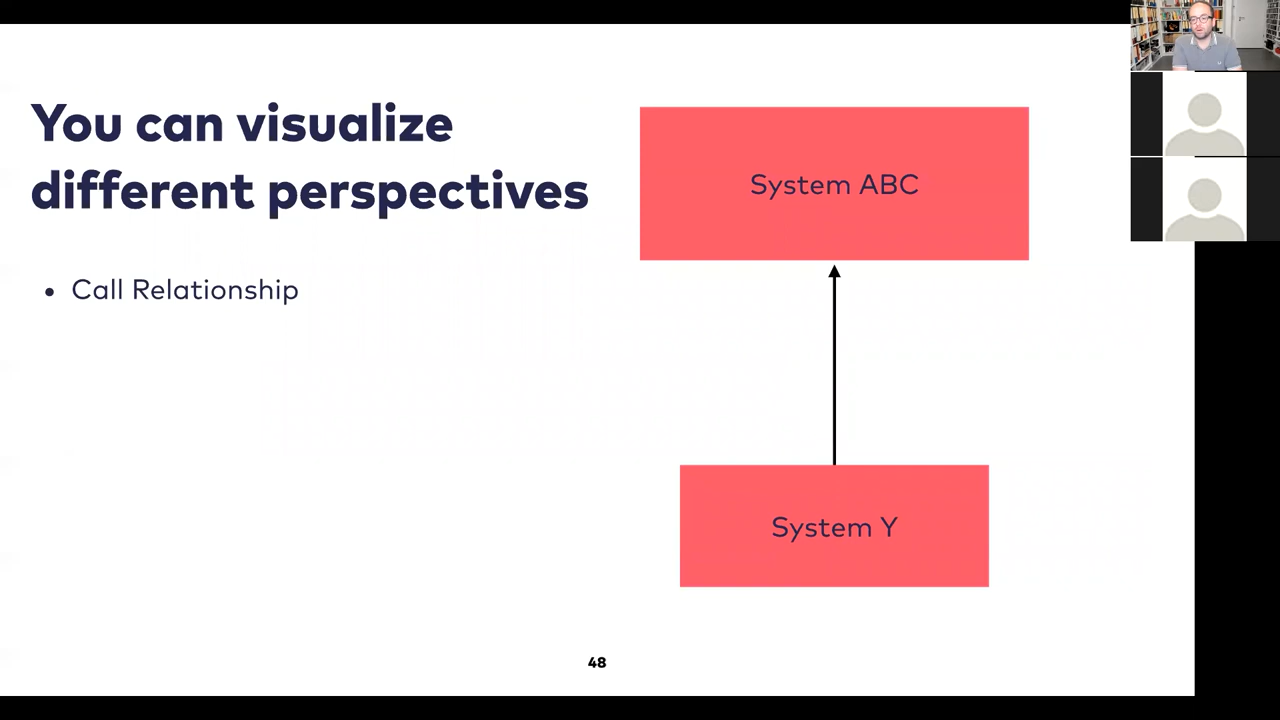 You can visualize
different perspectives
• Call Relationship
System ABC
System Y
48